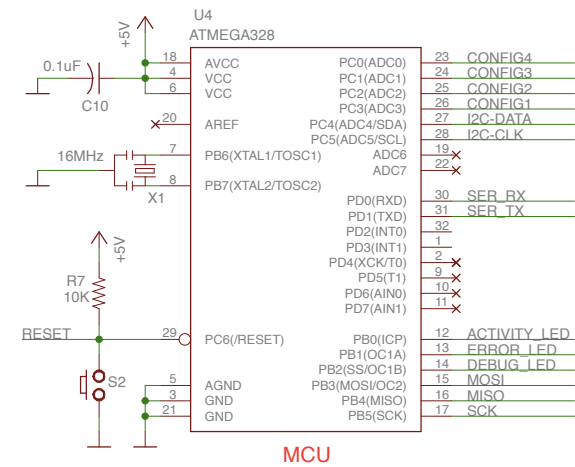 U4
ATMEGA328
+5V
0.1uF
C10
18 AVCC PC0(ADC0) 23 CONFIG4
4 VCC PC1(ADC1) 24 CONFIG3
6 VCC PC2(ADC2) 25 CONFIG2
PC3(ADC3) 26 CONFIG1
20 AREF PC4(ADC4/SDA) 27 I2C-DATA
PC5(ADC5/SCL) 28 I2C-CLK
16MHz 7 PB6(XTAL1/TOSC1) ADC6 19
ADC7 22
X1 8 PB7(XTAL2/TOSC2)
PD0(RXD) 30 SER_RX
PD1(TXD) 31 SER_TX
PD2(INT0) 32
PD3(INT1) 1
+5V PD4(XCK/T0) 2
PD5(T1) 9
R7 PD6(AIN0) 10
10K PD7(AIN1) 11
RESET 29 PC6(/RESET) PB0(ICP) 12 ACTIVITY_LED
PB1(OC1A) 13 ERROR_LED
PB2(SS/OC1B) 14 DEBUG_LED
S2 5 AGND PB3(MOSI/OC2) 15 MOSI
3 GND PB4(MISO) 16 MISO
21 GND PB5(SCK) 17 SCK
MCU